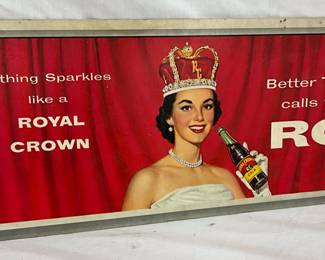 thing Sparkles
like a
ROYAL
CROWN
RC
Better
calls